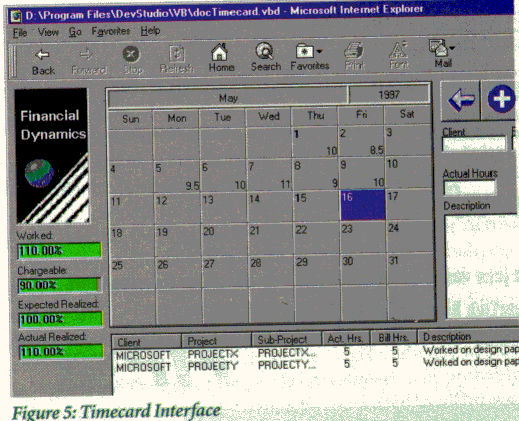 D:\Program Files\DevStudio\VB\docTimecard.vbd - Microsoft Internet Explorer
File View Go Favorites Help
Back Forward Stop Refresh Home Search Favorites Print Font Mail
Financial
Dynamics
Worked:
110.00%
Chargeable:
90.00%
Expected Realized:
100.00%
Actual Realized:
110.00%
May 1997
Sun Mon Tue Wed Thu Fri Sat
1 2 3
10 8.5
4 5 6 7 8 9 10
9.5 10 11 9 10
11 12 13 14 15 16 17
18 19 20 21 22 23 24
25 26 27 28 29 30 31
Client
Actual Hours
Description
Client Project Sub-Project Act. Hrs. Bill Hrs. Description
MICROSOFT PROJECTX PROJECTX... 5 5 Worked on design pap
MICROSOFT PROJECTY PROJECTY... 5 5 Worked on design pap
Figure 5: Timecard Interface